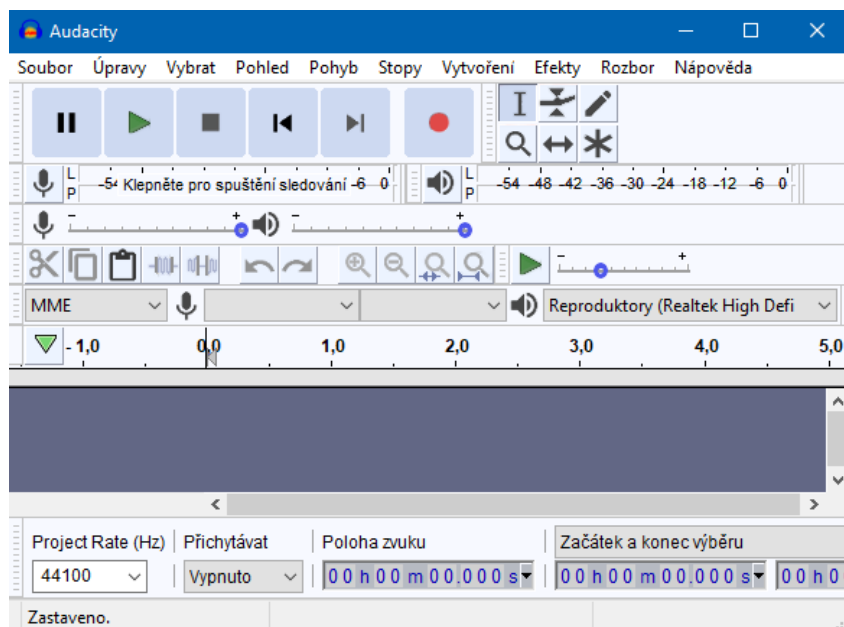 Audacity
Soubor Úpravy Vybrat Pohled Pohyb Stopy Vytvoření Efekty Rozbor Nápověda
L
P
-54 Klepněte pro spuštění sledování -6 0
L
P
-54 -48 -42 -36 -30 -24 -18 -12 -6 0
- + - +
- +
MME Reproduktory (Realtek High Defi
- 1,0 0,0 1,0 2,0 3,0 4,0 5,0
Project Rate (Hz) Přichytávat Poloha zvuku Začátek a konec výběru
44100 Vypnuto 00 h 00 m 00.000 s 00 h 00 m 00.000 s 00 h 0
Zastaveno.